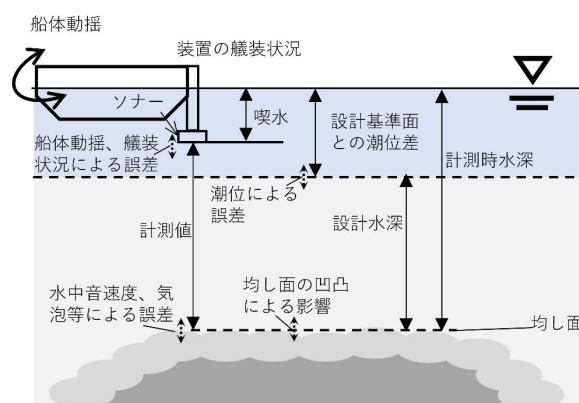 船体動揺
装置の艤装状況
ソナー
喫水
設計基準面
との潮位差
船体動揺、艤装
状況による誤差
計測時水深
潮位による
誤差
計測値
設計水深
水中音速度、気
泡等による誤差
均し面の凹凸
による影響
均し面